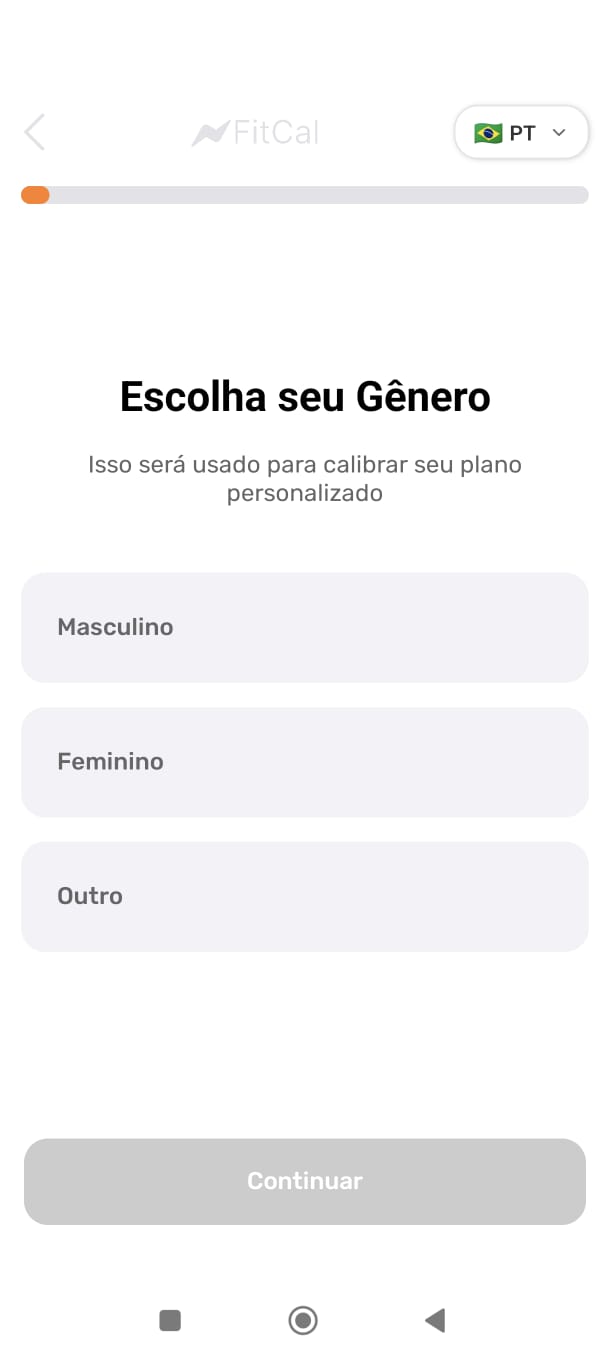 FitCal
PT
Escolha seu Gênero
Isso será usado para calibrar seu plano
personalizado
Masculino
Feminino
Outro
Continuar